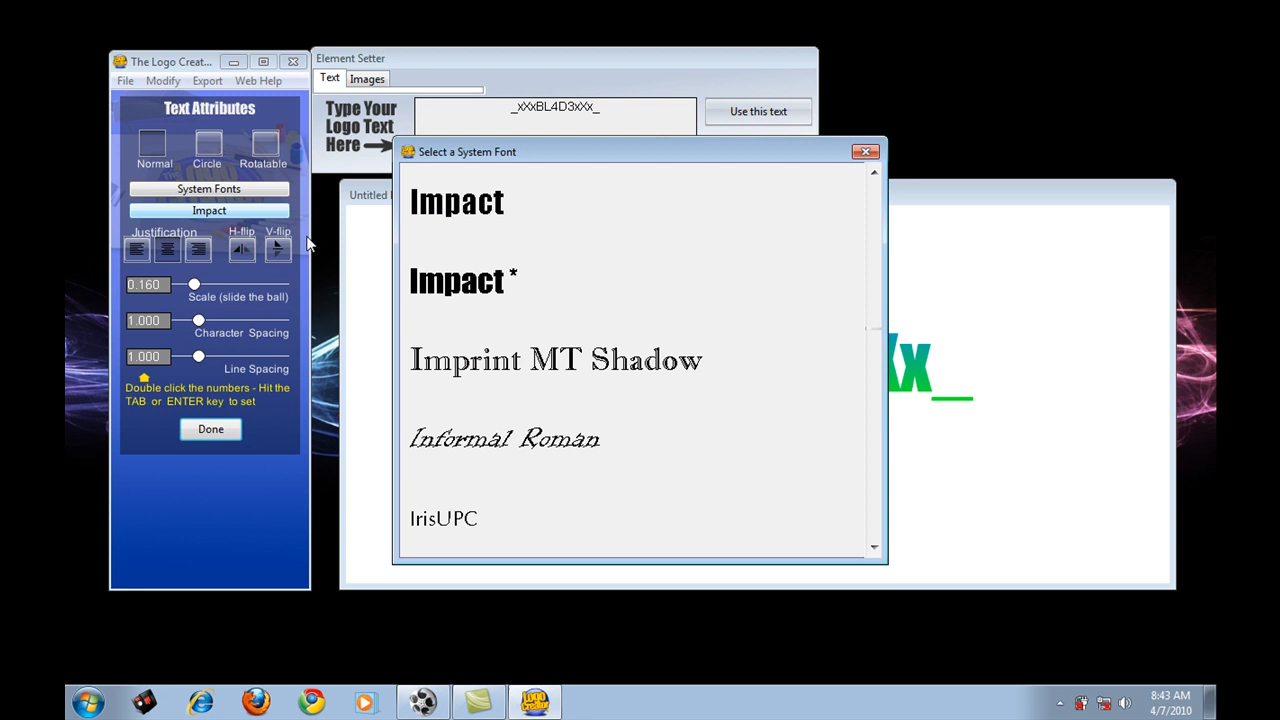 The Logo Creat...
File Modify Export Web Help
Text Attributes
Normal Circle Rotatable
System Fonts
Impact
Justification H-flip V-flip
0.160
Scale (slide the ball)
1.000
Character Spacing
1.000
Line Spacing
Double click the numbers - Hit the
TAB or ENTER key to set
Done
Element Setter
Text Images
Type Your
Logo Text
Here
_xXxBL4D3xXx_
Use this text
Select a System Font
Impact
Impact *
Imprint MT Shadow
Informal Roman
IrisUPC
Untitled
Xx_
8:43 AM
4/7/2010